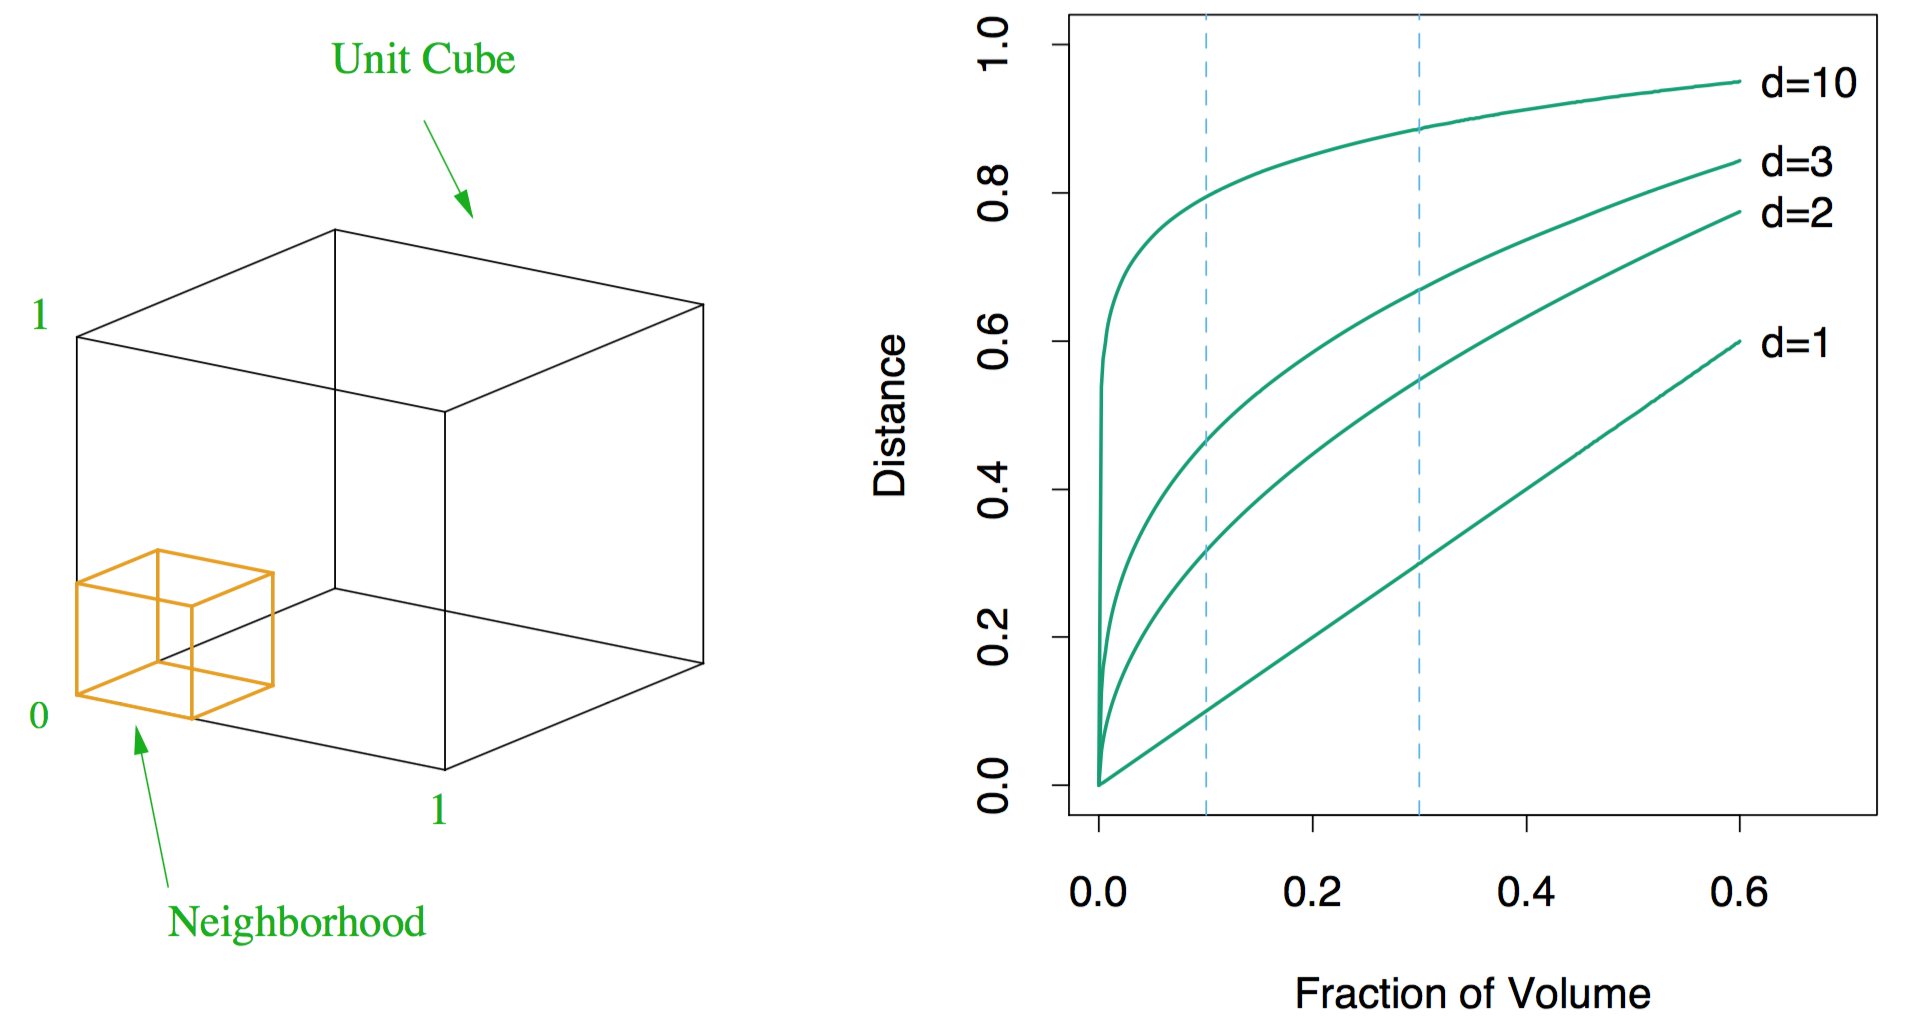 Unit Cube
1
0
1
Neighborhood
Distance
1.0
0.8
0.6
0.4
0.2
0.0
d=10
d=3
d=2
d=1
0.0 0.2 0.4 0.6
Fraction of Volume